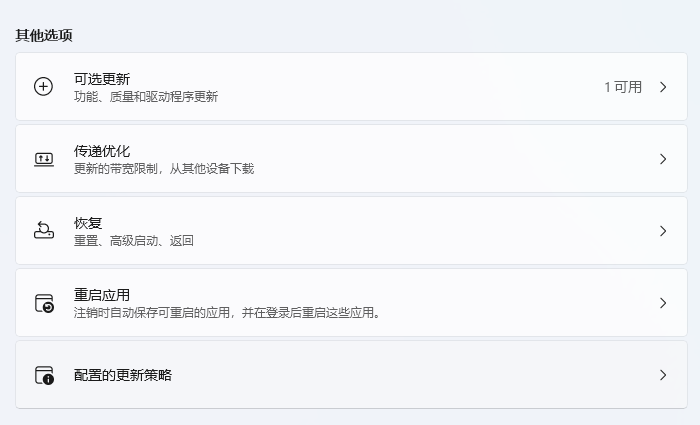 其他选项
可选更新
功能、质量和驱动程序更新
1 可用
传递优化
更新的带宽限制，从其他设备下载
恢复
重置、高级启动、返回
重启应用
注销时自动保存可重启的应用，并在登录后重启这些应用。
配置的更新策略